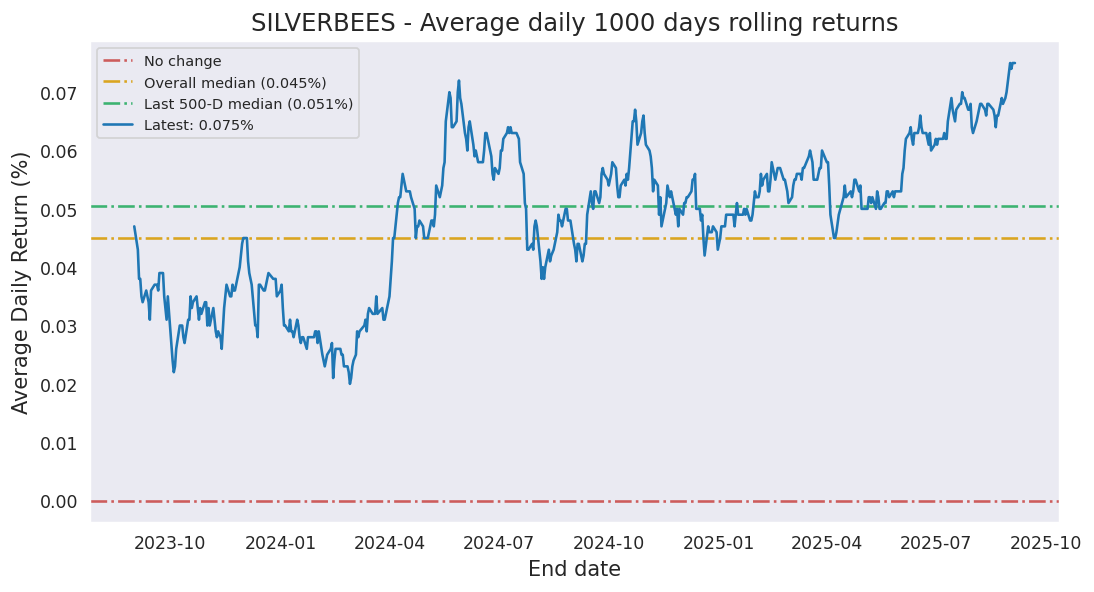 SILVERBEES - Average daily 1000 days rolling returns
No change
Overall median (0.045%)
Last 500-D median (0.051%)
Latest: 0.075%
Average Daily Return (%)
0.07
0.06
0.05
0.04
0.03
0.02
0.01
0.00
2023-10 2024-01 2024-04 2024-07 2024-10 2025-01 2025-04 2025-07 2025-10
End date